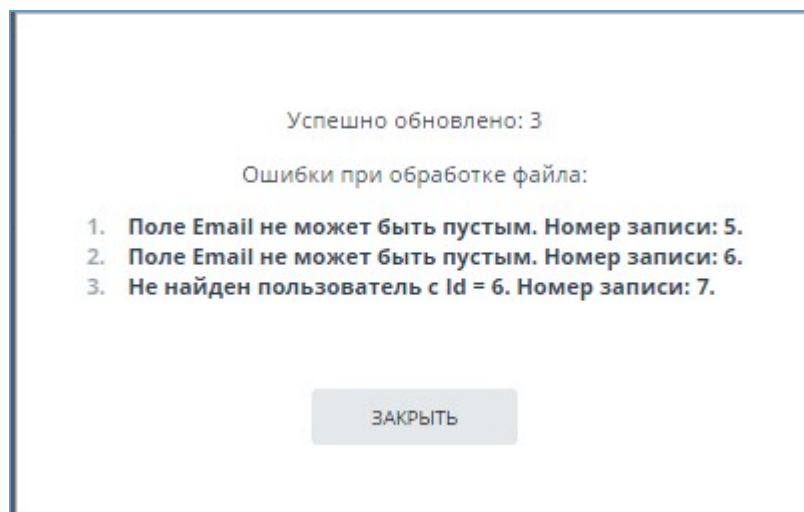 Успешно обновлено: 3
Ошибки при обработке файла:
1. Поле Email не может быть пустым. Номер записи: 5.
2. Поле Email не может быть пустым. Номер записи: 6.
3. Не найден пользователь с Id = 6. Номер записи: 7.
ЗАКРЫТЬ